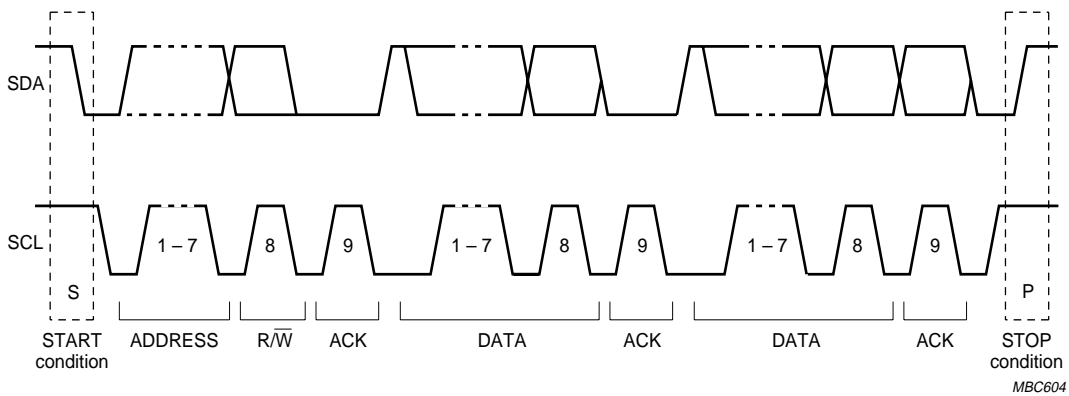 SDA
SCL
1 – 7
8
9
1 – 7
8
9
1 – 7
8
9
S
P
START
condition
ADDRESS
R/W̅
ACK
DATA
ACK
DATA
ACK
STOP
condition
MBC604